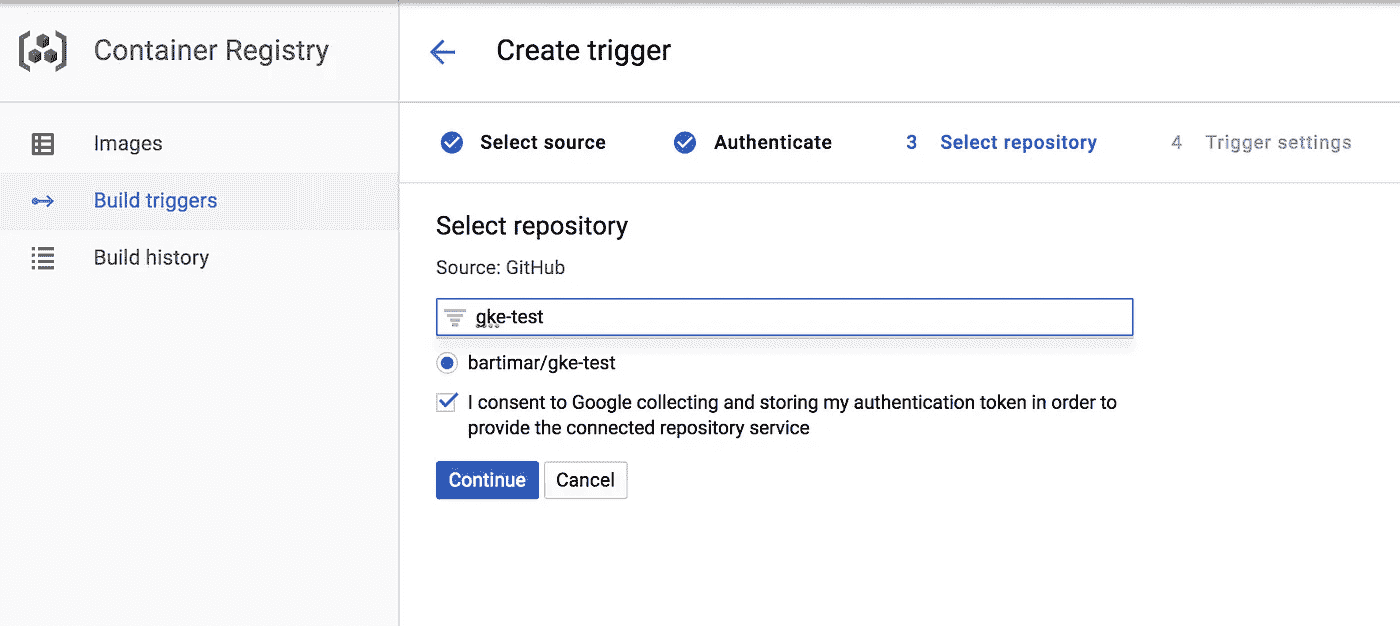 Container Registry
Create trigger
Images
Build triggers
Build history
Select source
Authenticate
3 Select repository
4 Trigger settings
Select repository
Source: GitHub
gke-test
bartimar/gke-test
I consent to Google collecting and storing my authentication token in order to
provide the connected repository service
Continue
Cancel